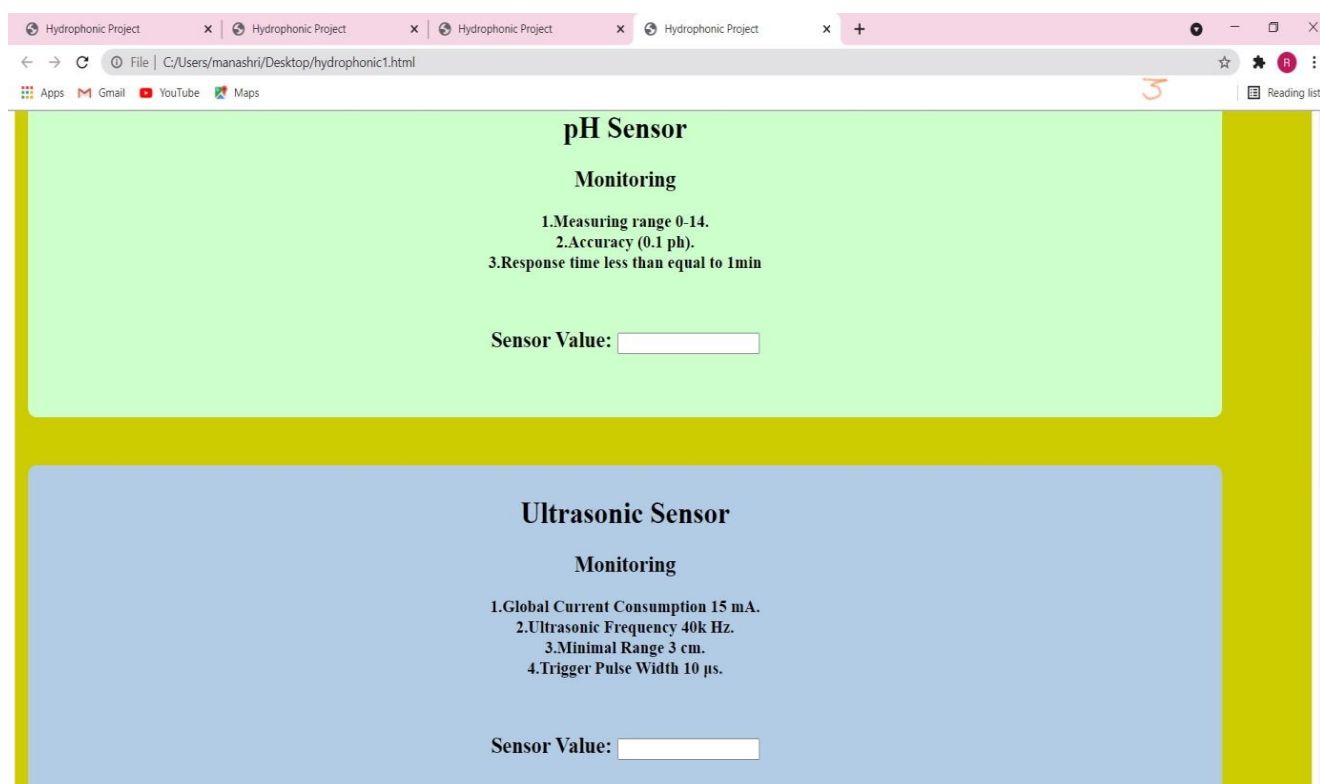 Hydrophonic Project
Hydrophonic Project
Hydrophonic Project
Hydrophonic Project
File | C:/Users/manashri/Desktop/hydrophonic1.html
R
Apps
Gmail
YouTube
Maps
3
Reading list
pH Sensor
Monitoring
1.Measuring range 0-14.
2.Accuracy (0.1 ph).
3.Response time less than equal to 1min
Sensor Value:
Ultrasonic Sensor
Monitoring
1.Global Current Consumption 15 mA.
2.Ultrasonic Frequency 40k Hz.
3.Minimal Range 3 cm.
4.Trigger Pulse Width 10 µs.
Sensor Value: